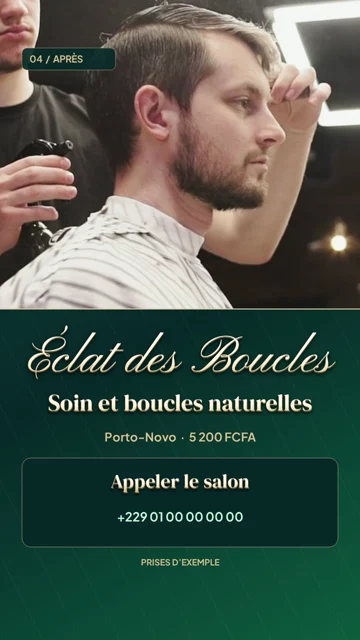 04 / APRÈS
Éclat des Boucles
Soin et boucles naturelles
Porto-Novo · 5 200 FCFA
Appeler le salon
+229 01 00 00 00 00
PRISES D'EXEMPLE